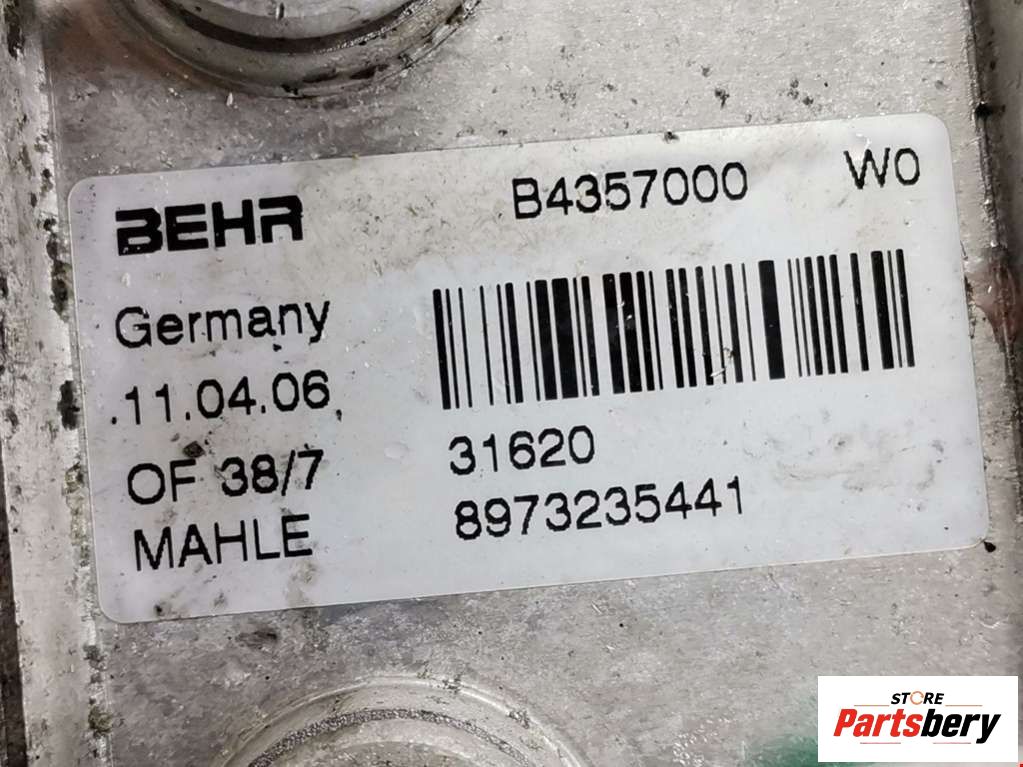 BEHR B4357000 W0
Germany
.11.04.06
OF 38/7 31620
MAHLE 8973235441
STORE
Partsbery